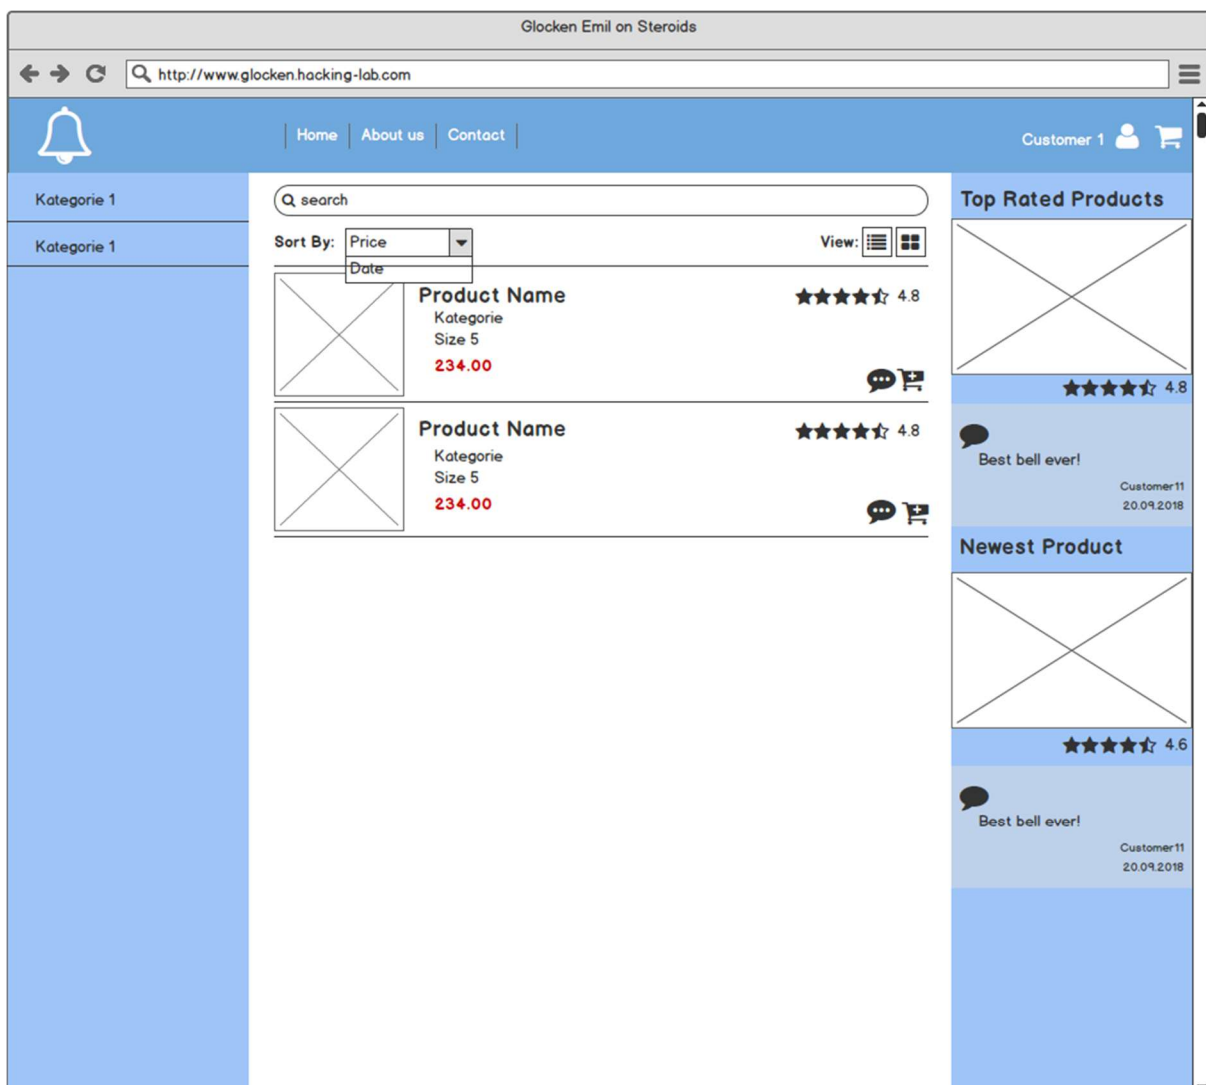 Glocken Emil on Steroids
http://www.glocken.hacking-lab.com
Home About us Contact
Customer 1
Kategorie 1
Kategorie 1
search
Sort By: Price
Date
View:
Product Name
4.8
Kategorie
Size 5
234.00
Product Name
4.8
Kategorie
Size 5
234.00
Top Rated Products
4.8
Best bell ever!
Customer11
20.09.2018
Newest Product
4.6
Best bell ever!
Customer11
20.09.2018